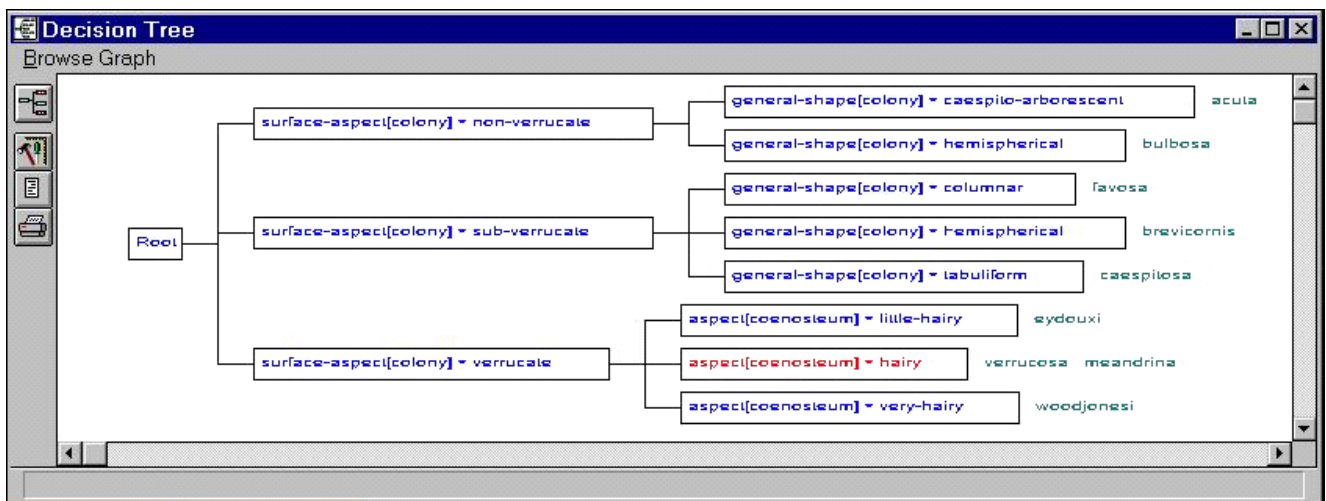 Decision Tree
Browse Graph
general-shape[colony] = caespito-arborescent acuta
surface-aspect[colony] = non-verrucate
general-shape[colony] = hemispherical bulbosa
general-shape[colony] = columnar favosa
Root surface-aspect[colony] = sub-verrucate general-shape[colony] = hemispherical brevicornis
general-shape[colony] = tabuliform caespitosa
aspect[coenosteum] = little-hairy eydouxi
surface-aspect[colony] = verrucate aspect[coenosteum] = hairy verrucosa meandrina
aspect[coenosteum] = very-hairy woodjonesi